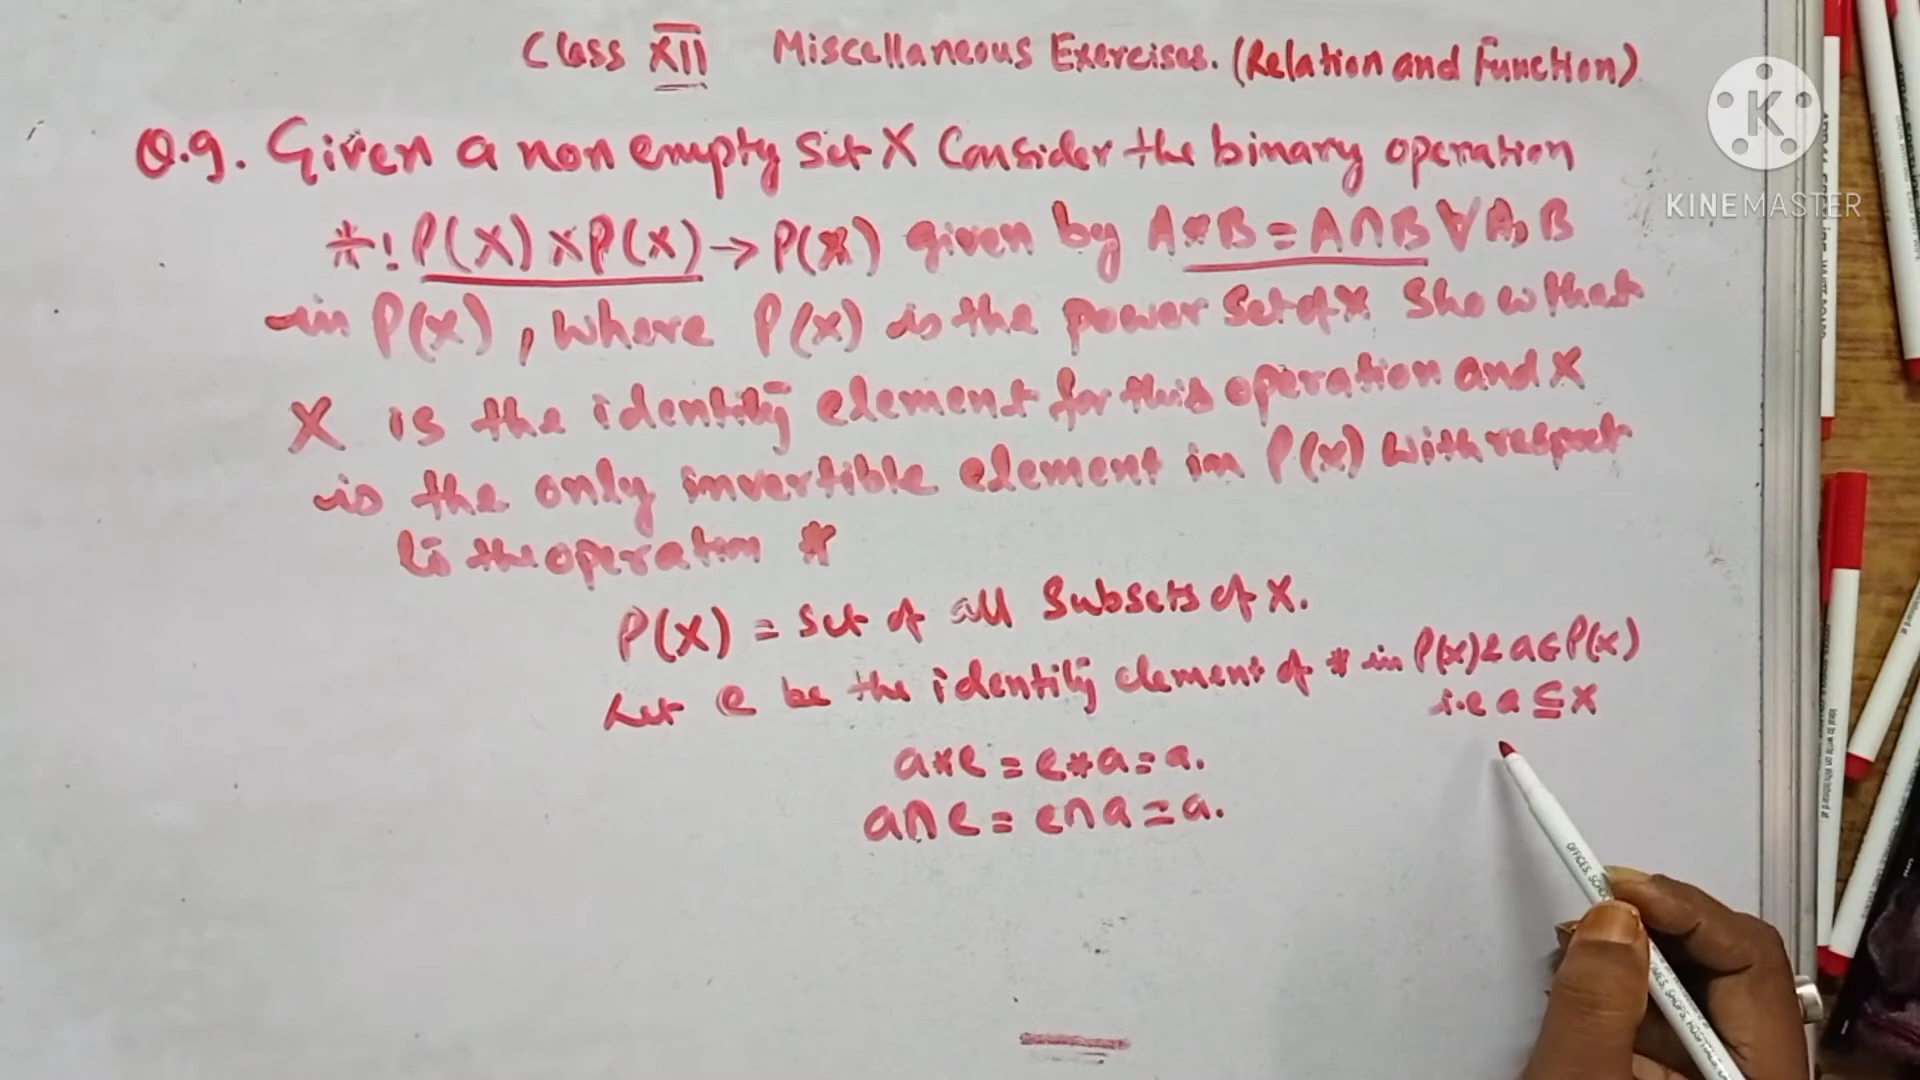 Class XII Miscellaneous Exercises. (Relation and Function)
Q.9. Given a non empty set X Consider the binary operation
*: P(X) X P(X) → P(X) given by A * B = A ∩ B ∀ A, B
in P(X), where P(X) is the power set of X Show that
X is the identity element for this operation and X
is the only invertible element in P(X) with respect
to the operation *
P(X) = set of all Subsets of X.
Let e be the identity element of * in P(X) & a ∈ P(X)
i.e a ⊆ X
a * e = e * a = a.
a ∩ e = e ∩ a = a.
K
KINEMASTER